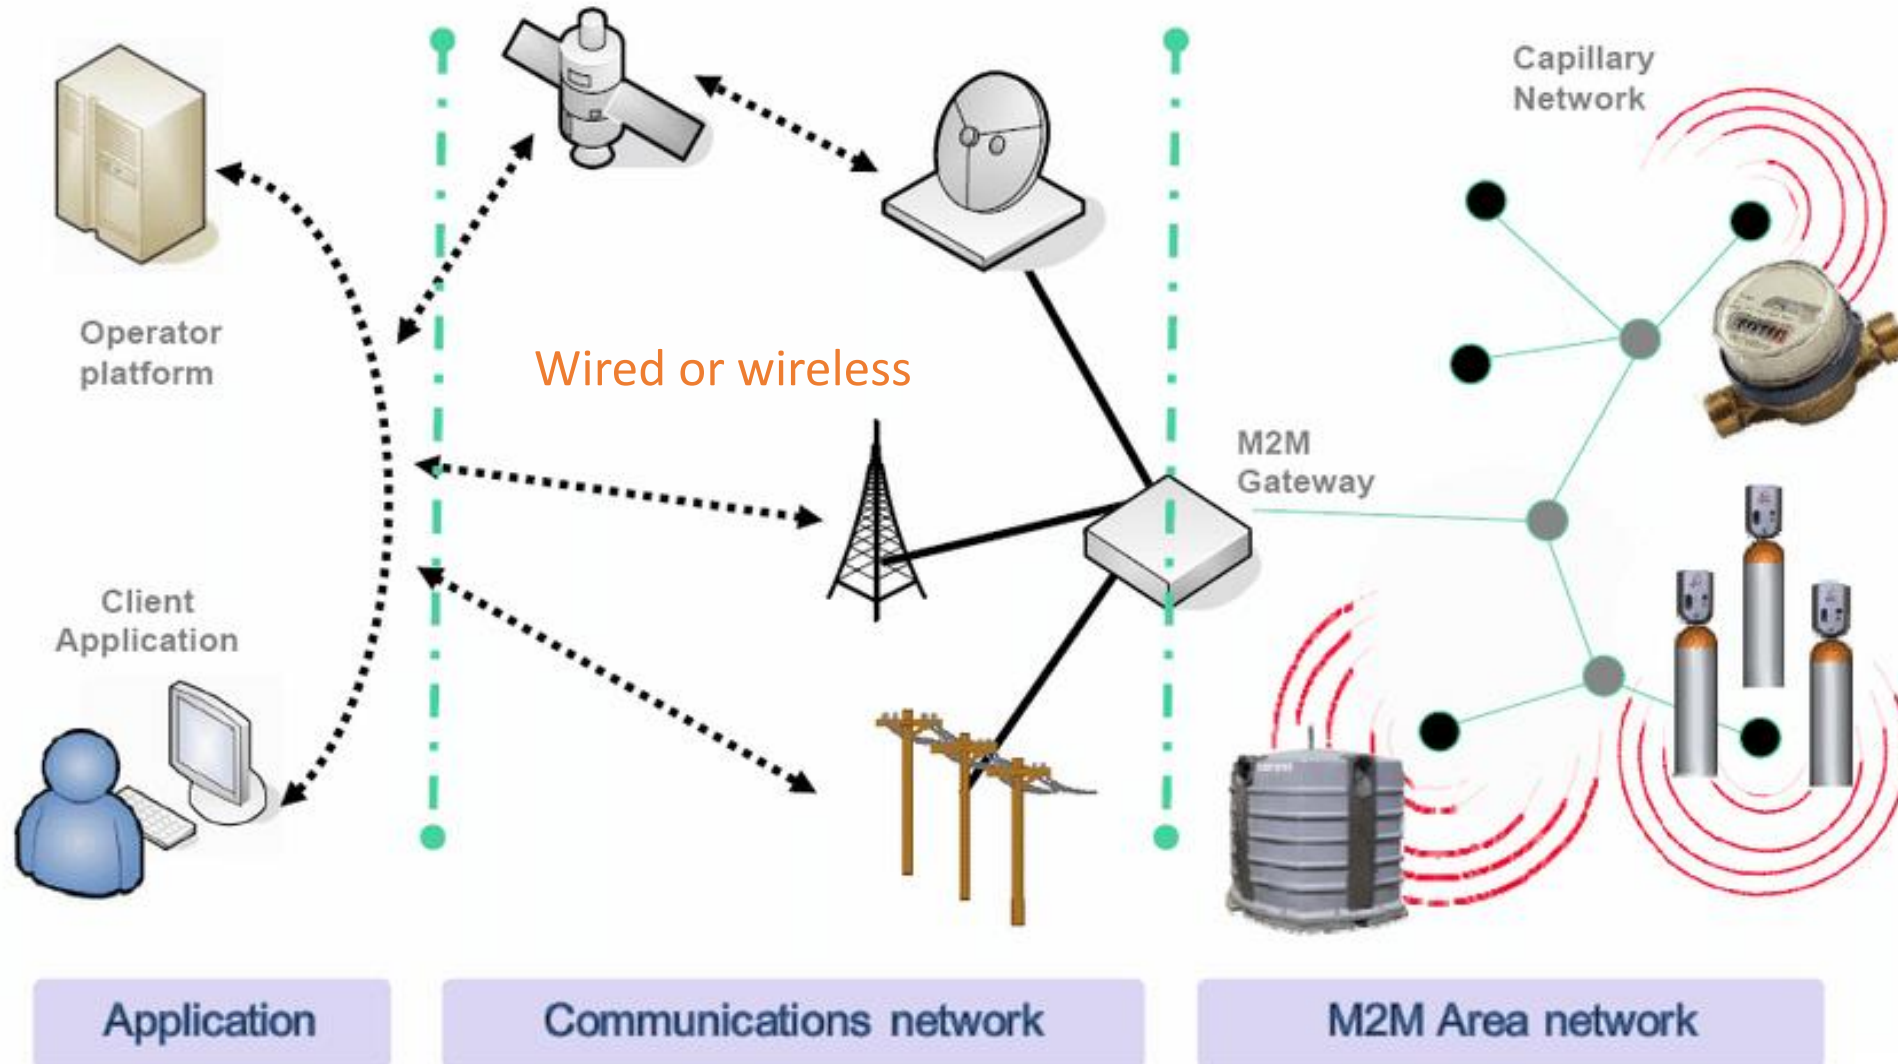 Capillary
Network
Operator
platform
Wired or wireless
M2M
Gateway
Client
Application
Application
Communications network
M2M Area network